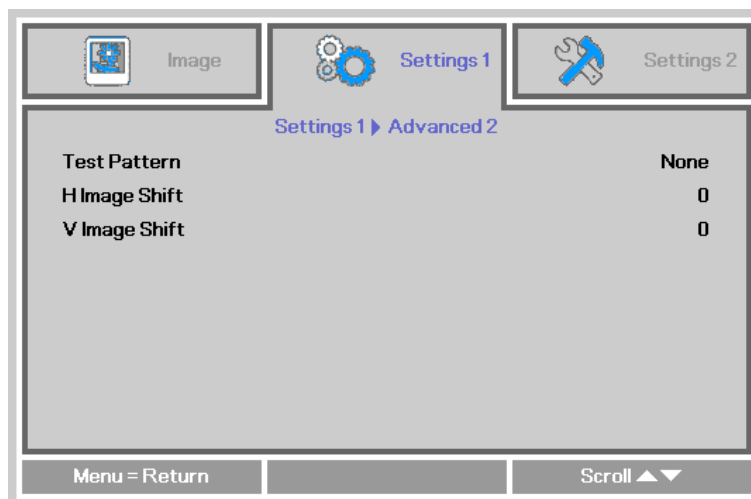 Image Settings 1 Settings 2
Settings 1 ▶ Advanced 2
Test Pattern None
H Image Shift 0
V Image Shift 0
Menu = Return Scroll ▲▼